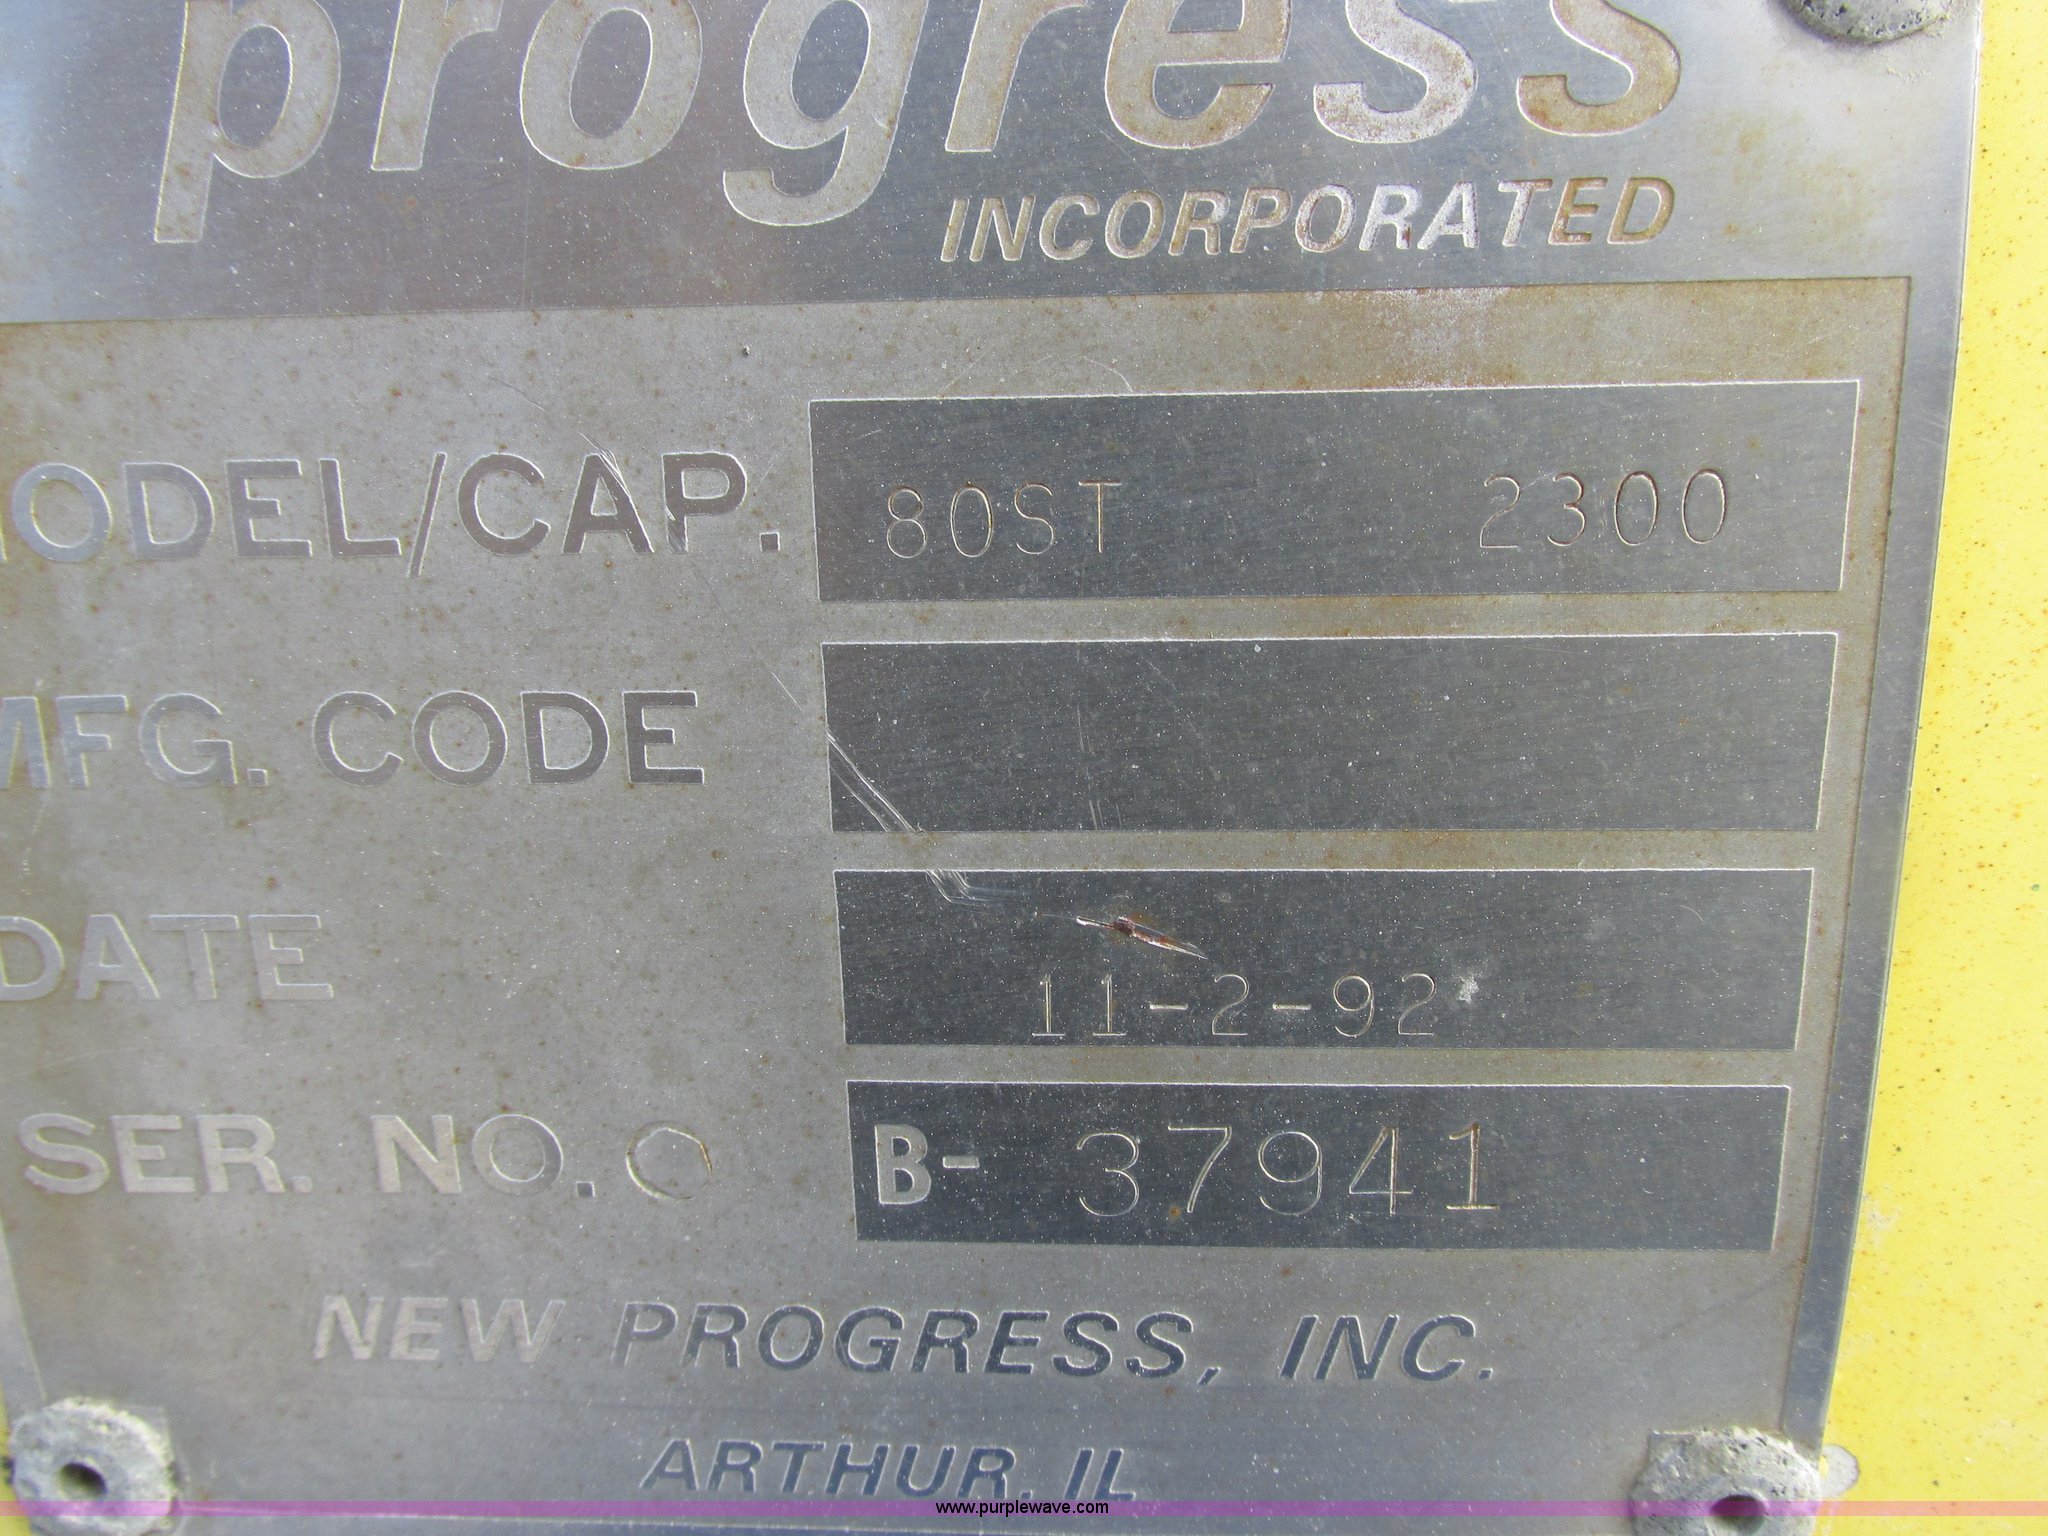 progress
INCORPORATED
MODEL/CAP. 80ST 2300
MFG. CODE
DATE 11-2-92
SER. NO. B- 37941
NEW PROGRESS, INC.
ARTHUR, IL
www.purplewave.com